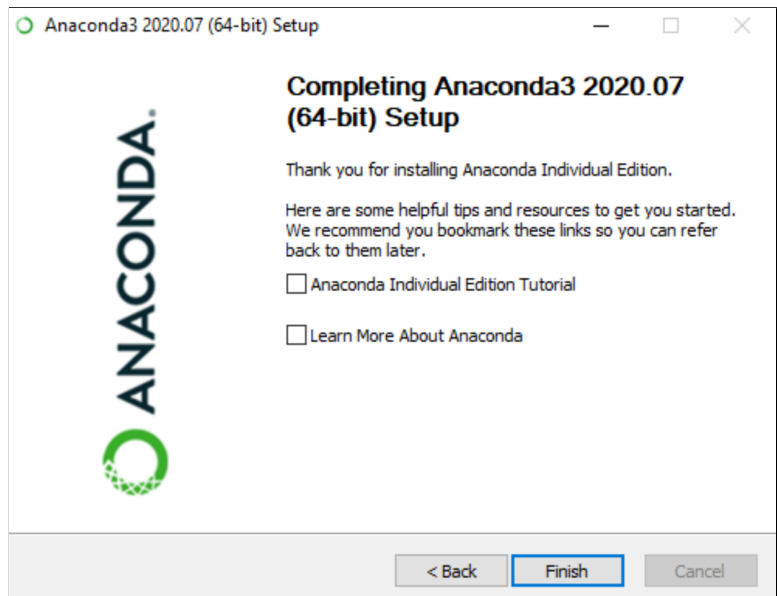 Anaconda3 2020.07 (64-bit) Setup
Completing Anaconda3 2020.07
(64-bit) Setup
Thank you for installing Anaconda Individual Edition.
Here are some helpful tips and resources to get you started.
We recommend you bookmark these links so you can refer
back to them later.
Anaconda Individual Edition Tutorial
Learn More About Anaconda
ANACONDA.
< Back
Finish
Cancel